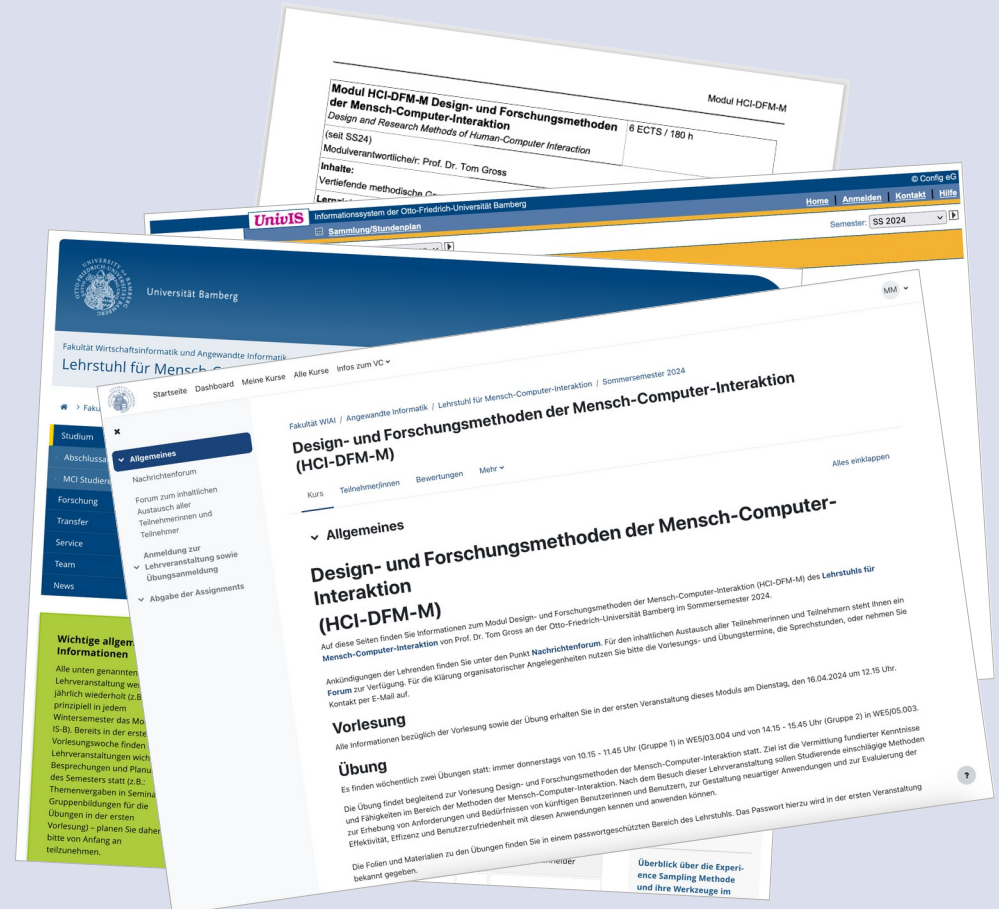 Modul HCI-DFM-M
Modul HCI-DFM-M Design- und Forschungsmethoden
der Mensch-Computer-Interaktion
Design and Research Methods of Human-Computer Interaction
6 ECTS / 180 h
(seit SS24)
Modulverantwortliche/r: Prof. Dr. Tom Gross
Inhalte:
Vertiefende methodische
© Config eG
UnivIS
Informationssystem der Otto-Friedrich-Universität Bamberg
Home | Anmelden | Kontakt | Hilfe
Sammlung/Stundenplan
Semester: SS 2024
Universität Bamberg
Fakultät Wirtschaftsinformatik und Angewandte Informatik
Lehrstuhl für
Studium
Forschung
Transfer
Service
Team
News
Wichtige
Informationen
Alle unten genannten
jährlich wiederholt
prinzipiell in jedem
Wintersemester das
IS-B). Bereits in der
Vorlesungswoche finden
Lehrveranstaltungen
Besprechungen und
des Semesters statt (z.B.:
Themenvergaben in
Gruppenbildungen für die
Übungen in der ersten
Vorlesung) – planen Sie daher
bitte von Anfang an
teilzunehmen.
MM
Startseite Dashboard Meine Kurse Alle Kurse Infos zum VC
Allgemeines
Nachrichtenforum
Forum zum inhaltlichen
Austausch aller
Teilnehmerinnen und
Teilnehmer
Anmeldung zur
Lehrveranstaltung sowie
Übungsanmeldung
Abgabe der Assignments
Fakultät WIAI / Angewandte Informatik / Lehrstuhl für Mensch-Computer-Interaktion / Sommersemester 2024
Design- und Forschungsmethoden der Mensch-Computer-Interaktion
(HCI-DFM-M)
Kurs Teilnehmer/innen Bewertungen Mehr
Alles einklappen
Allgemeines
Design- und Forschungsmethoden der Mensch-Computer-
Interaktion
(HCI-DFM-M)
Auf diese Seiten finden Sie Informationen zum Modul Design- und Forschungsmethoden der Mensch-Computer-Interaktion (HCI-DFM-M) des Lehrstuhls für
Mensch-Computer-Interaktion von Prof. Dr. Tom Gross an der Otto-Friedrich-Universität Bamberg im Sommersemester 2024.
Ankündigungen der Lehrenden finden Sie unter den Punkt Nachrichtenforum. Für den inhaltlichen Austausch aller Teilnehmerinnen und Teilnehmern steht Ihnen ein
Forum zur Verfügung. Für die Klärung organisatorischer Angelegenheiten nutzen Sie bitte die Vorlesungs- und Übungstermine, die Sprechstunden, oder nehmen Sie
Kontakt per E-Mail auf.
Vorlesung
Alle Informationen bezüglich der Vorlesung sowie der Übung erhalten Sie in der ersten Veranstaltung dieses Moduls am Dienstag, den 16.04.2024 um 12.15 Uhr.
Übung
Es finden wöchentlich zwei Übungen statt: immer donnerstags von 10.15 - 11.45 Uhr (Gruppe 1) in WE5/03.004 und von 14.15 - 15.45 Uhr (Gruppe 2) in WE5/05.003.
Die Übung findet begleitend zur Vorlesung Design- und Forschungsmethoden der Mensch-Computer-Interaktion statt. Ziel ist die Vermittlung fundierter Kenntnisse
und Fähigkeiten im Bereich der Methoden der Mensch-Computer-Interaktion. Nach dem Besuch dieser Lehrveranstaltung sollen Studierende einschlägige Methoden
zur Erhebung von Anforderungen und Bedürfnissen von künftigen Benutzerinnen und Benutzern, zur Gestaltung neuartiger Anwendungen und zur Evaluierung der
Effektivität, Effizienz und Benutzerzufriedenheit mit diesen Anwendungen kennen und anwenden können.
Die Folien und Materialien zu den Übungen finden Sie in einem passwortgeschützten Bereich des Lehrstuhls. Das Passwort hierzu wird in der ersten Veranstaltung
bekannt gegeben.
?
Überblick über die Experi-
ence Sampling Methode
und ihre Werkzeuge im